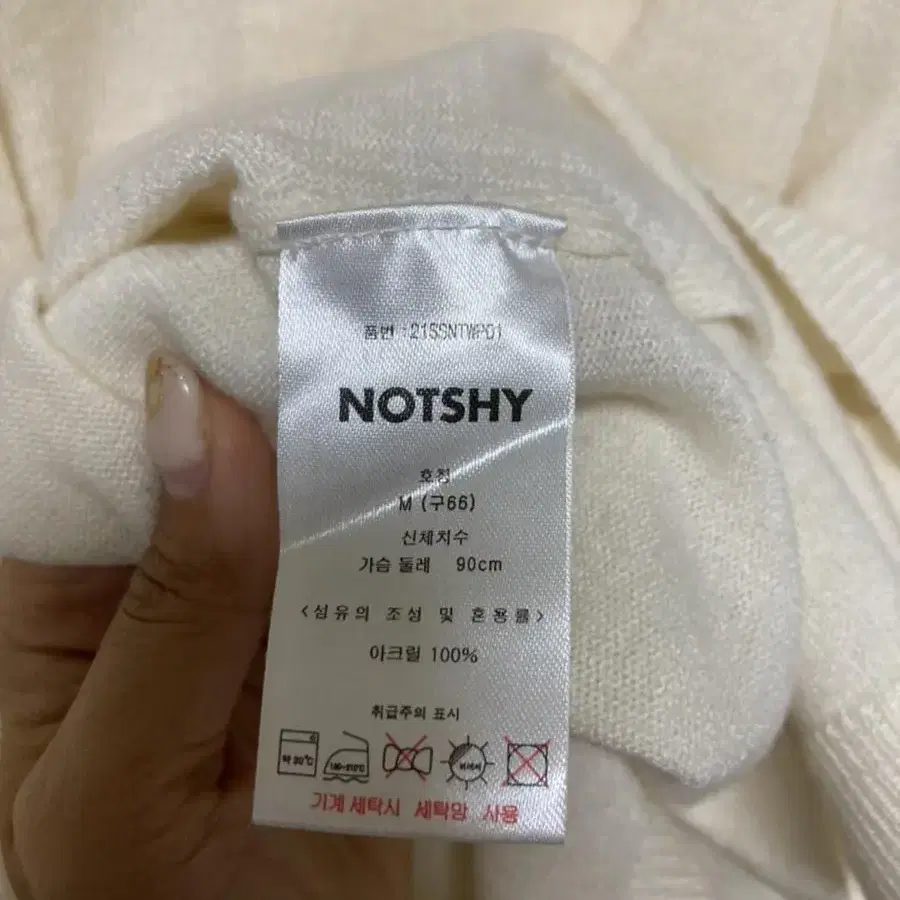 품번 :21SSNTWP01
NOTSHY
호칭
M (구66)
신체치수
가슴 둘레 90cm
<섬유의 조성 및 혼용률>
아크릴 100%
취급주의 표시
약 30℃
기계 세탁시 세탁망 사용